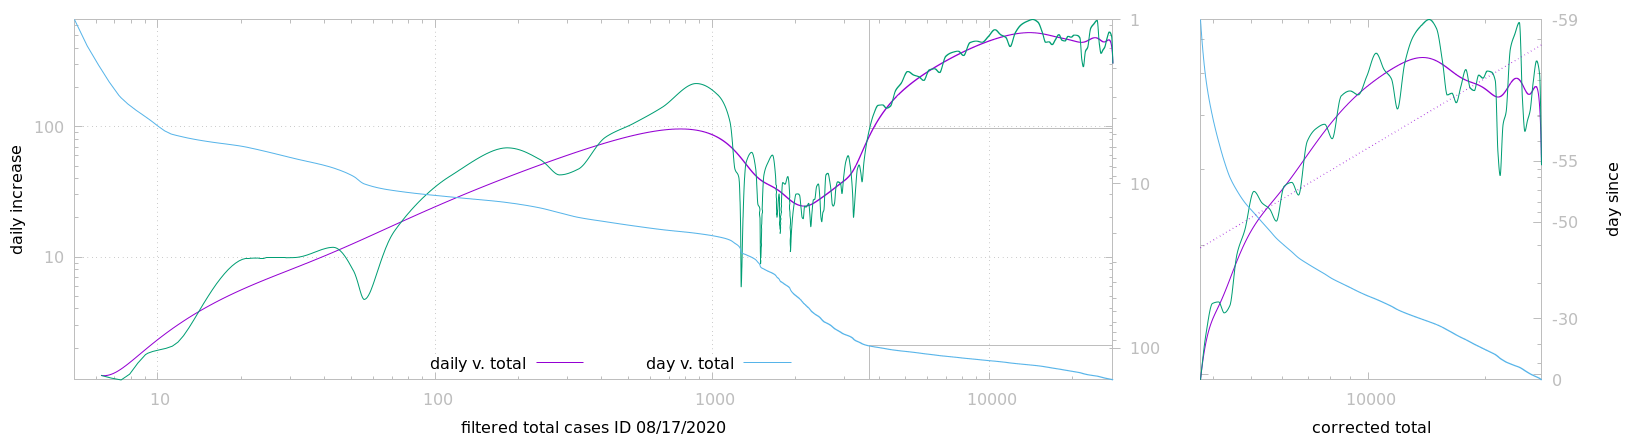 daily increase
100
10
10
100
1000
10000
1
10
100
daily v. total
day v. total
filtered total cases ID 08/17/2020
-59
-55
-50
-30
0
day since
10000
corrected total